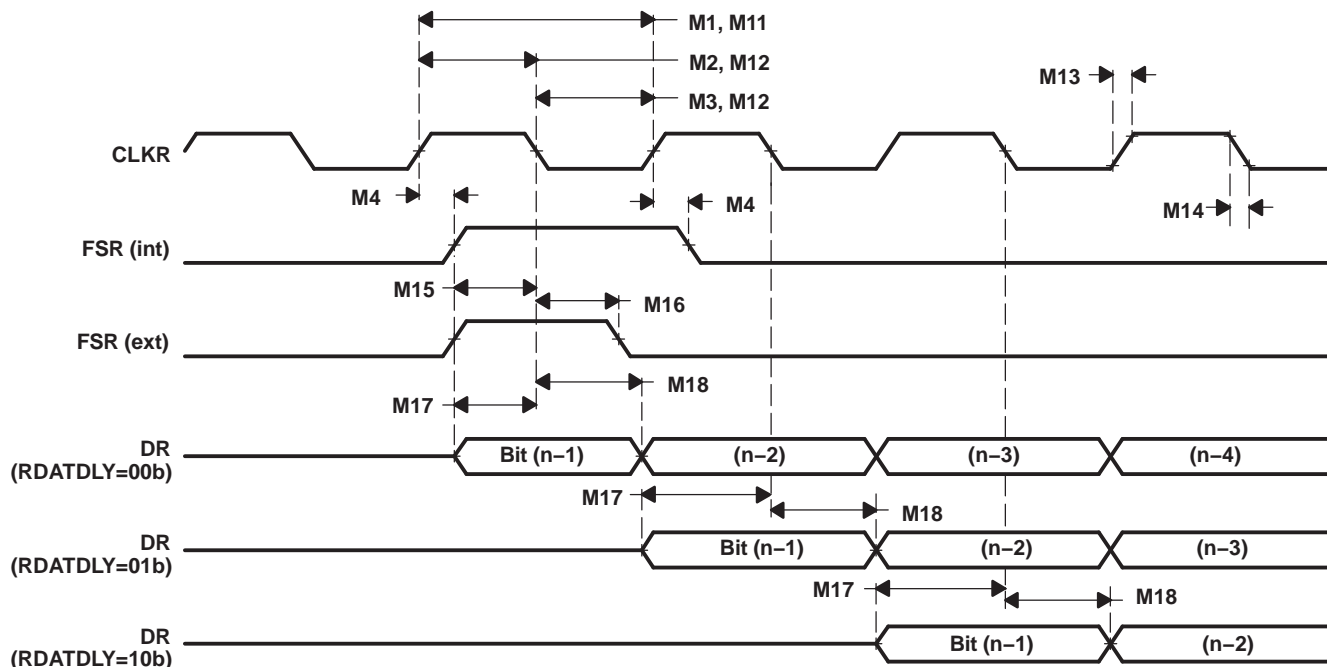 M1, M11
M2, M12
M13
M3, M12
CLKR
M4
M4
M14
FSR (int)
M15
M16
FSR (ext)
M18
M17
DR
(RDATDLY=00b)
Bit (n−1)
(n−2)
(n−3)
(n−4)
M17
M18
DR
(RDATDLY=01b)
Bit (n−1)
(n−2)
(n−3)
M17
M18
DR
(RDATDLY=10b)
Bit (n−1)
(n−2)